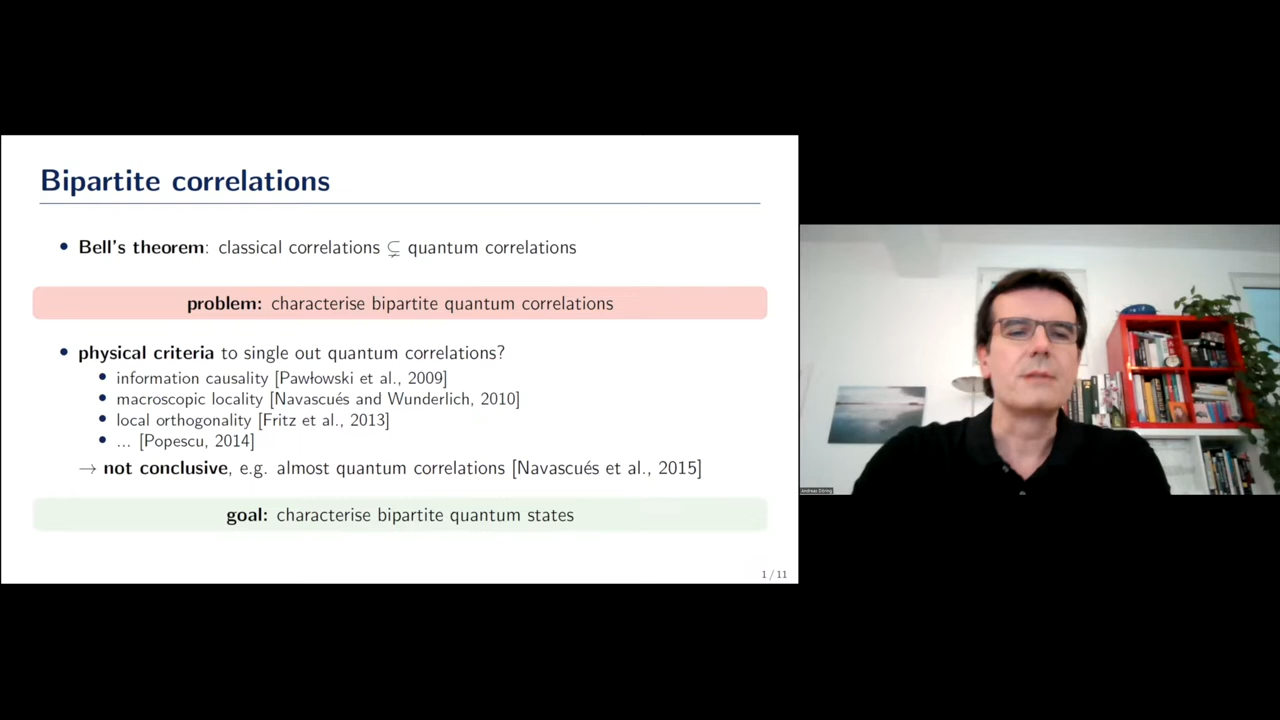 Bipartite correlations
• Bell's theorem: classical correlations ⊊ quantum correlations
problem: characterise bipartite quantum correlations
• physical criteria to single out quantum correlations?
• information causality [Pawłowski et al., 2009]
• macroscopic locality [Navascués and Wunderlich, 2010]
• local orthogonality [Fritz et al., 2013]
• ... [Popescu, 2014]
→ not conclusive, e.g. almost quantum correlations [Navascués et al., 2015]
goal: characterise bipartite quantum states
1 / 11
Andreas Döring